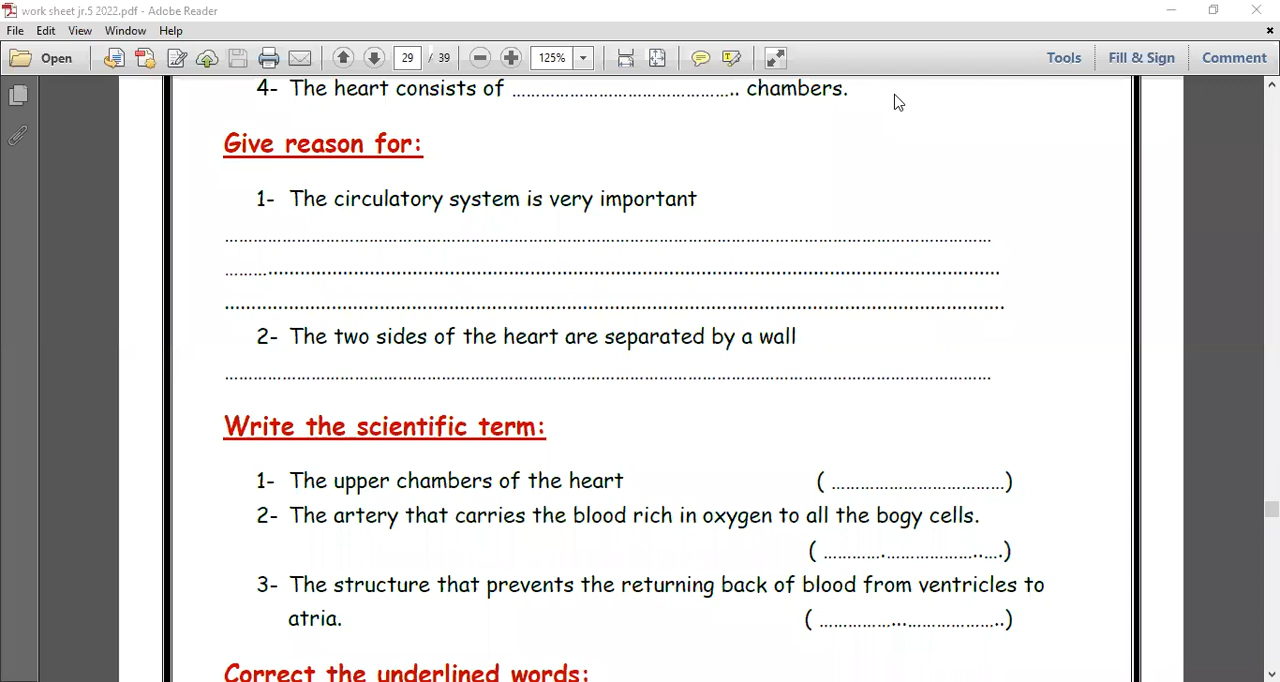 work sheet jr.5 2022.pdf - Adobe Reader
File Edit View Window Help
Open 29 / 39 125% Tools Fill & Sign Comment
4- The heart consists of ........................................... chambers.
Give reason for:
1- The circulatory system is very important
................................................................................
................................................................................
................................................................................
2- The two sides of the heart are separated by a wall
................................................................................
Write the scientific term:
1- The upper chambers of the heart ( .................................)
2- The artery that carries the blood rich in oxygen to all the bogy cells.
( .................................)
3- The structure that prevents the returning back of blood from ventricles to
atria. ( .................................)
Correct the underlined words: